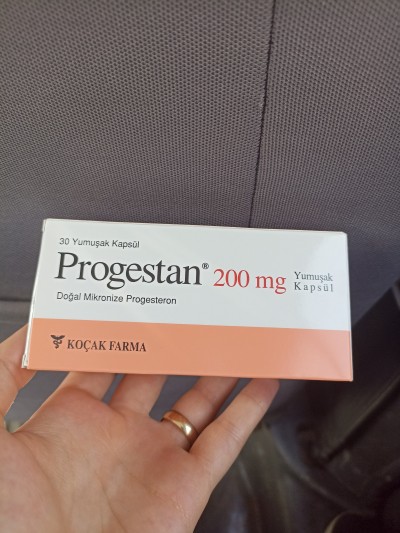 30 Yumuşak Kapsül
Progestan® 200 mg Yumuşak Kapsül
Doğal Mikronize Progesteron
KOÇAK FARMA